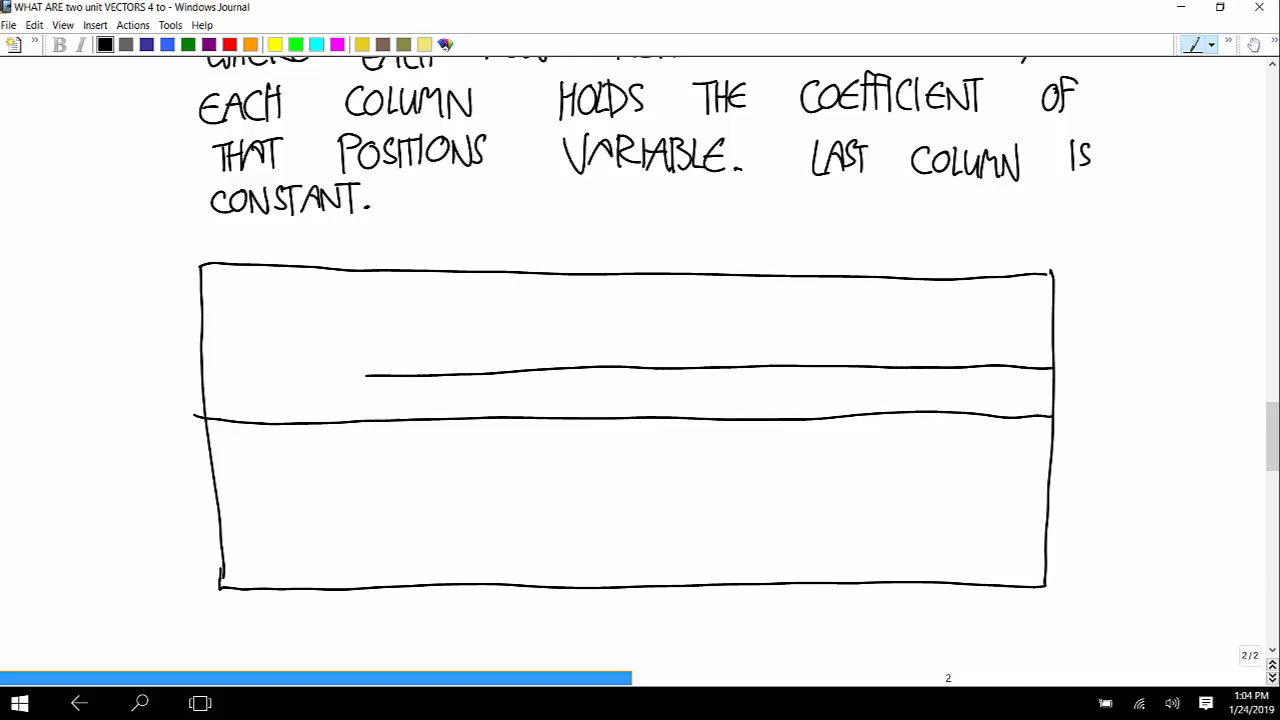 WHAT ARE two unit VECTORS 4 to - Windows Journal
File Edit View Insert Actions Tools Help
B I
WHERE EACH
EACH COLUMN HOLDS THE COEFFICIENT OF
THAT POSITIONS VARIABLE. LAST COLUMN IS
CONSTANT.
2/2
2
1:04 PM
1/24/2019